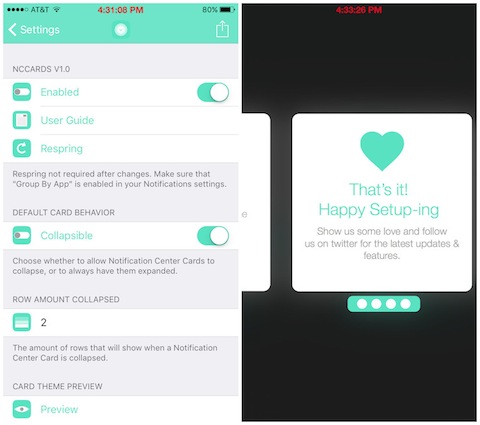 AT&T 4:31:08 PM 80%
Settings
NCCARDS V1.0
Enabled
User Guide
Respring
Respring not required after changes. Make sure that
"Group By App" is enabled in your Notifications settings.
DEFAULT CARD BEHAVIOR
Collapsible
Choose whether to allow Notification Center Cards to
collapse, or to always have them expanded.
ROW AMOUNT COLLAPSED
2
The amount of rows that will show when a Notification
Center Card is collapsed.
CARD THEME PREVIEW
Preview
4:33:26 PM
e
That's it!
Happy Setup-ing
Show us some love and follow
us on twitter for the latest updates &
features.